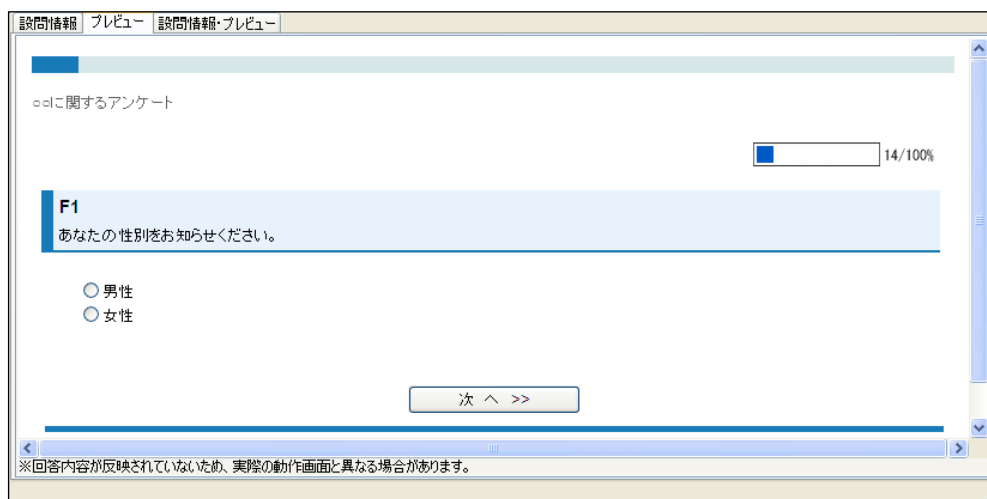 設問情報 プレビュー 設問情報・プレビュー
○○に関するアンケート
14/100%
F1
あなたの性別をお知らせください。
男性
女性
次 へ >>
※回答内容が反映されていないため、実際の動作画面と異なる場合があります。